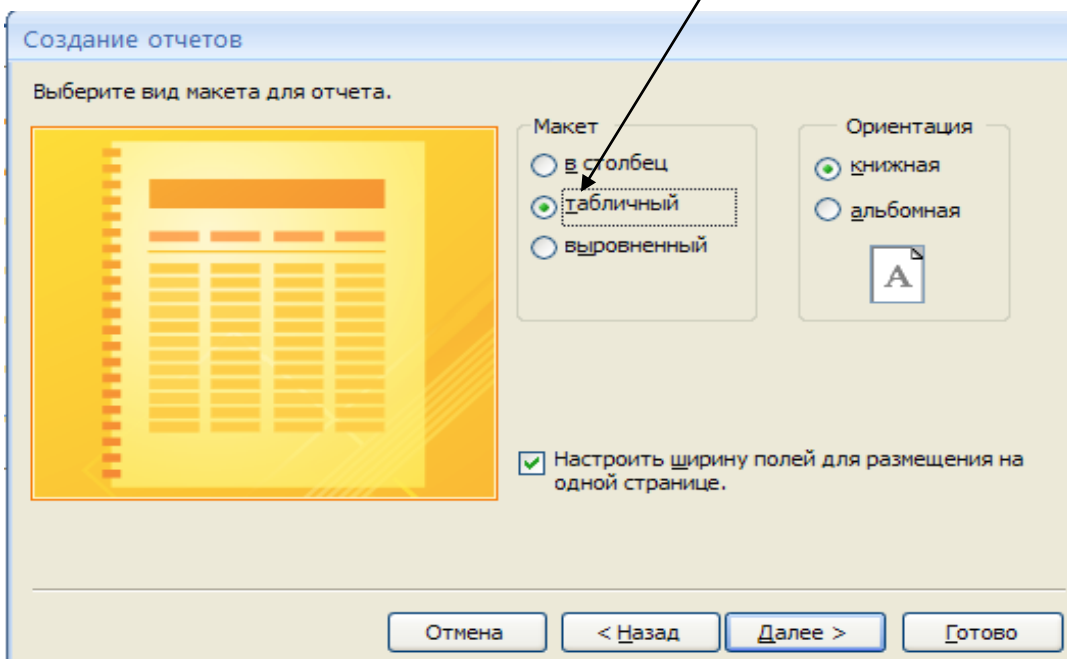 Создание отчетов
Выберите вид макета для отчета.
Макет
в столбец
табличный
выровненный
Ориентация
книжная
альбомная
A
Настроить ширину полей для размещения на
одной странице.
Отмена
< Назад
Далее >
Готово